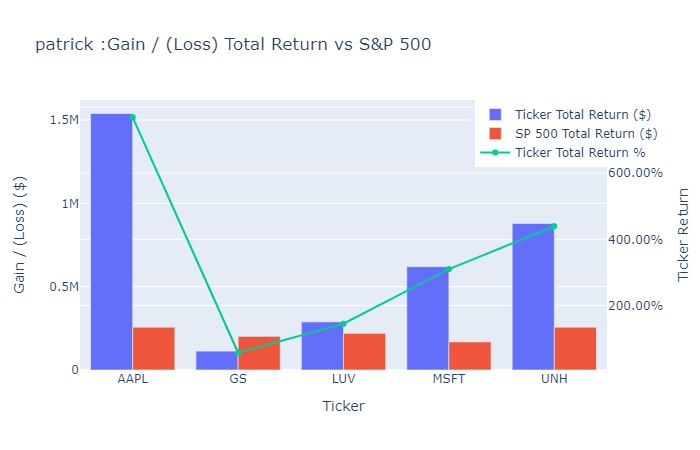 patrick :Gain / (Loss) Total Return vs S&P 500
Ticker Total Return ($)
SP 500 Total Return ($)
Ticker Total Return %
1.5M
1M
0.5M
0
Gain / (Loss) ($)
600.00%
400.00%
200.00%
Ticker Return
AAPL
GS
LUV
MSFT
UNH
Ticker